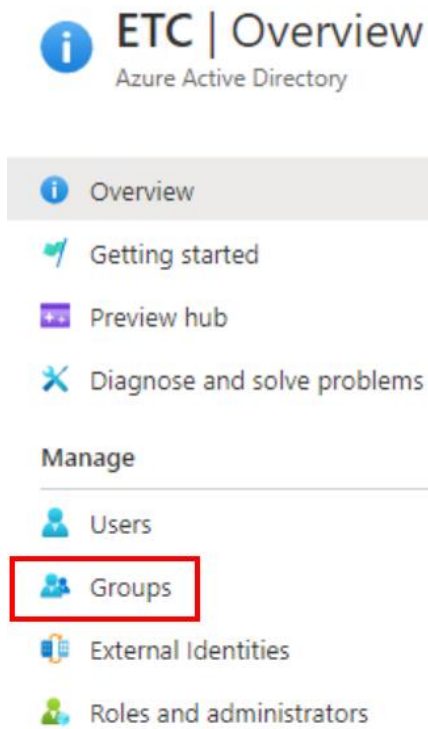 ETC | Overview
Azure Active Directory
Overview
Getting started
Preview hub
Diagnose and solve problems
Manage
Users
Groups
External Identities
Roles and administrators